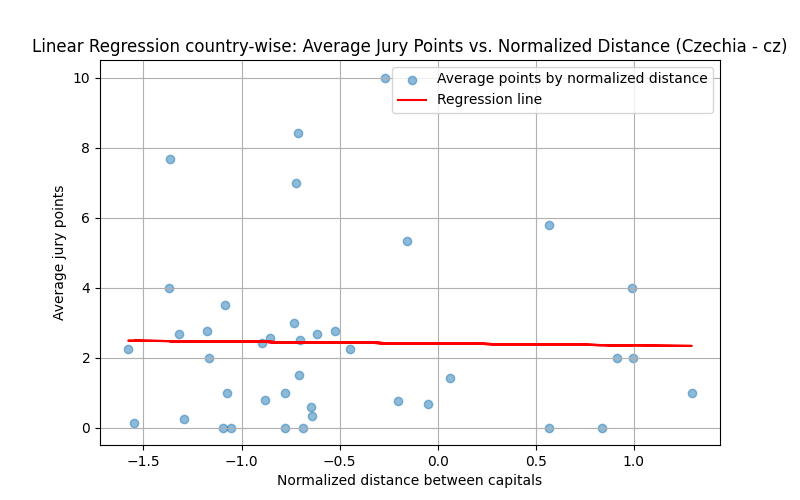 Linear Regression country-wise: Average Jury Points vs. Normalized Distance (Czechia - cz)
Average points by normalized distance
Regression line
Average jury points
10
8
6
4
2
0
−1.5 −1.0 −0.5 0.0 0.5 1.0
Normalized distance between capitals